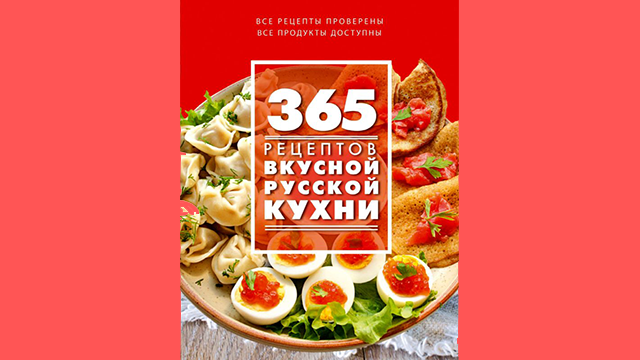 ВСЕ РЕЦЕПТЫ ПРОВЕРЕНЫ
ВСЕ ПРОДУКТЫ ДОСТУПНЫ
365
РЕЦЕПТОВ
ВКУСНОЙ
РУССКОЙ
КУХНИ